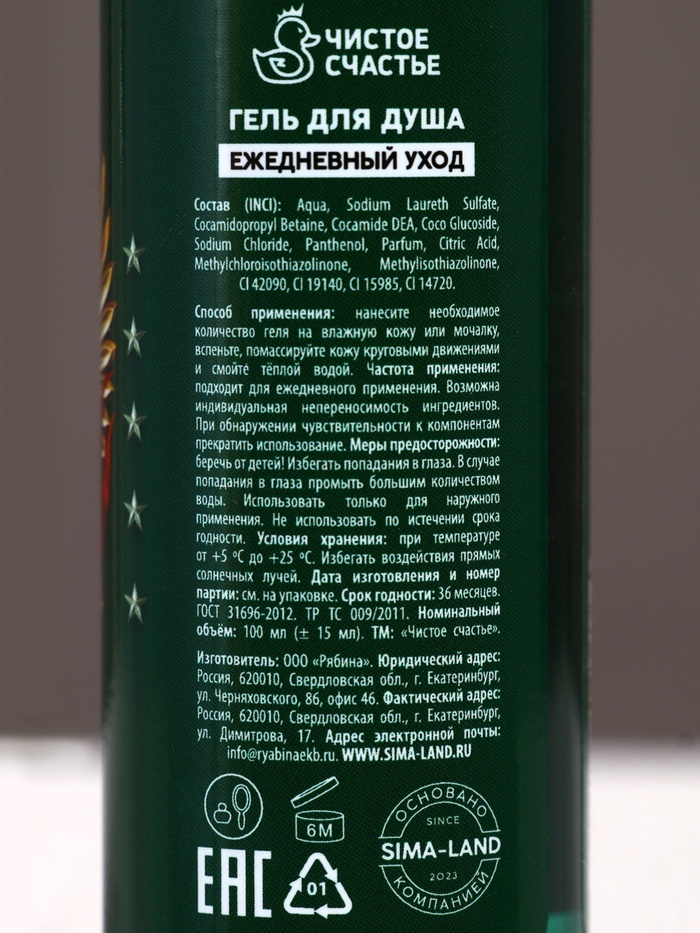 ЧИСТОЕ
СЧАСТЬЕ
ГЕЛЬ ДЛЯ ДУША
ЕЖЕДНЕВНЫЙ УХОД
Состав (INCI): Aqua, Sodium Laureth Sulfate,
Cocamidopropyl Betaine, Cocamide DEA, Coco Glucoside,
Sodium Chloride, Panthenol, Parfum, Citric Acid,
Methylchloroisothiazolinone, Methylisothiazolinone,
CI 42090, CI 19140, CI 15985, CI 14720.
Способ применения: нанесите необходимое
количество геля на влажную кожу или мочалку,
вспеньте, помассируйте кожу круговыми движениями
и смойте тёплой водой. Частота применения:
подходит для ежедневного применения. Возможна
индивидуальная непереносимость ингредиентов.
При обнаружении чувствительности к компонентам
прекратить использование. Меры предосторожности:
беречь от детей! Избегать попадания в глаза. В случае
попадания в глаза промыть большим количеством
воды. Использовать только для наружного
применения. Не использовать по истечении срока
годности. Условия хранения: при температуре
от +5 ºС до +25 ºС. Избегать воздействия прямых
солнечных лучей. Дата изготовления и номер
партии: см. на упаковке. Срок годности: 36 месяцев.
ГОСТ 31696-2012. ТР ТС 009/2011. Номинальный
объём: 100 мл (± 15 мл). ТМ: «Чистое счастье».
Изготовитель: ООО «Рябина». Юридический адрес:
Россия, 620010, Свердловская обл., г. Екатеринбург,
ул. Черняховского, 86, офис 46. Фактический адрес:
Россия, 620010, Свердловская обл., г. Екатеринбург,
ул. Димитрова, 17. Адрес электронной почты:
info@ryabinaekb.ru. WWW.SIMA-LAND.RU
6М
ОСНОВАНО
SINCE
SIMA-LAND
2023
КОМПАНИЕЙ
ЕАС
01